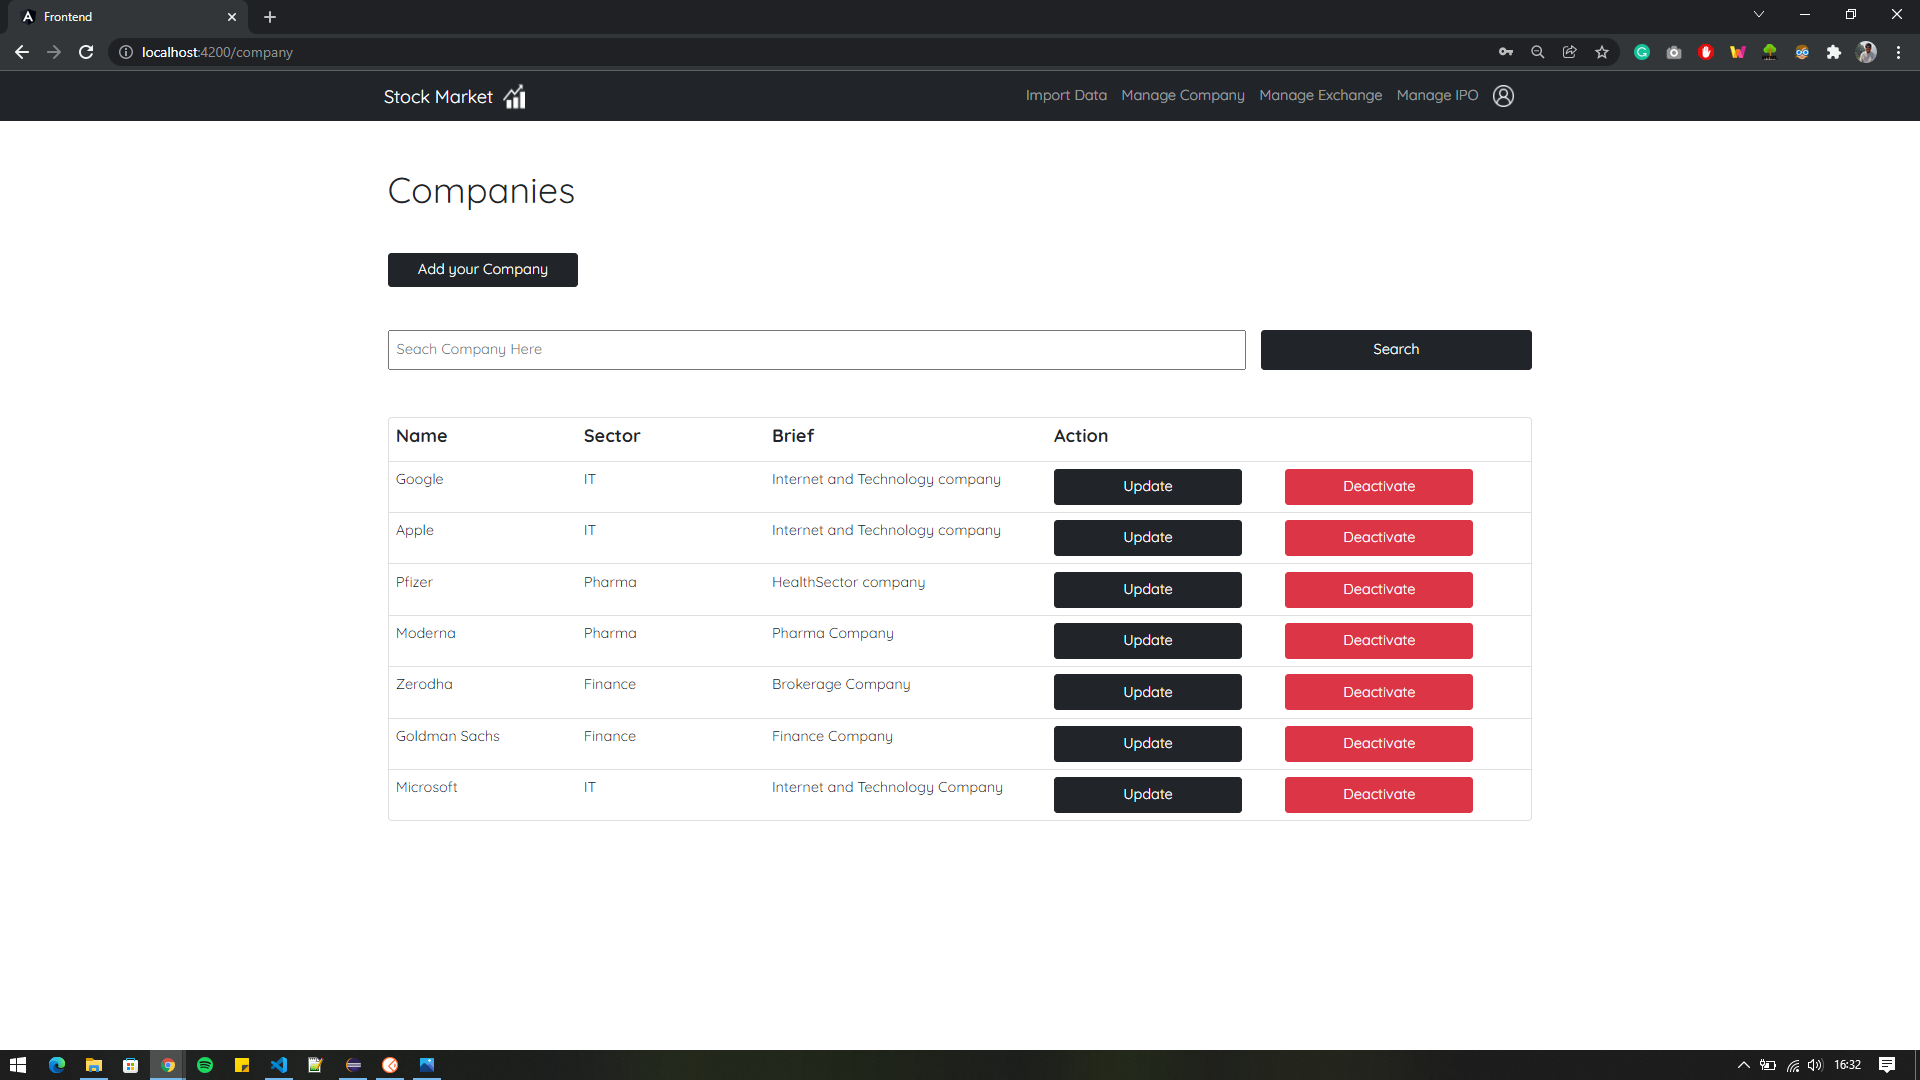 Frontend
localhost:4200/company
Stock Market Import Data Manage Company Manage Exchange Manage IPO
Companies
Add your Company
Seach Company Here Search
Name Sector Brief Action
Google IT Internet and Technology company Update Deactivate
Apple IT Internet and Technology company Update Deactivate
Pfizer Pharma HealthSector company Update Deactivate
Moderna Pharma Pharma Company Update Deactivate
Zerodha Finance Brokerage Company Update Deactivate
Goldman Sachs Finance Finance Company Update Deactivate
Microsoft IT Internet and Technology Company Update Deactivate
16:32